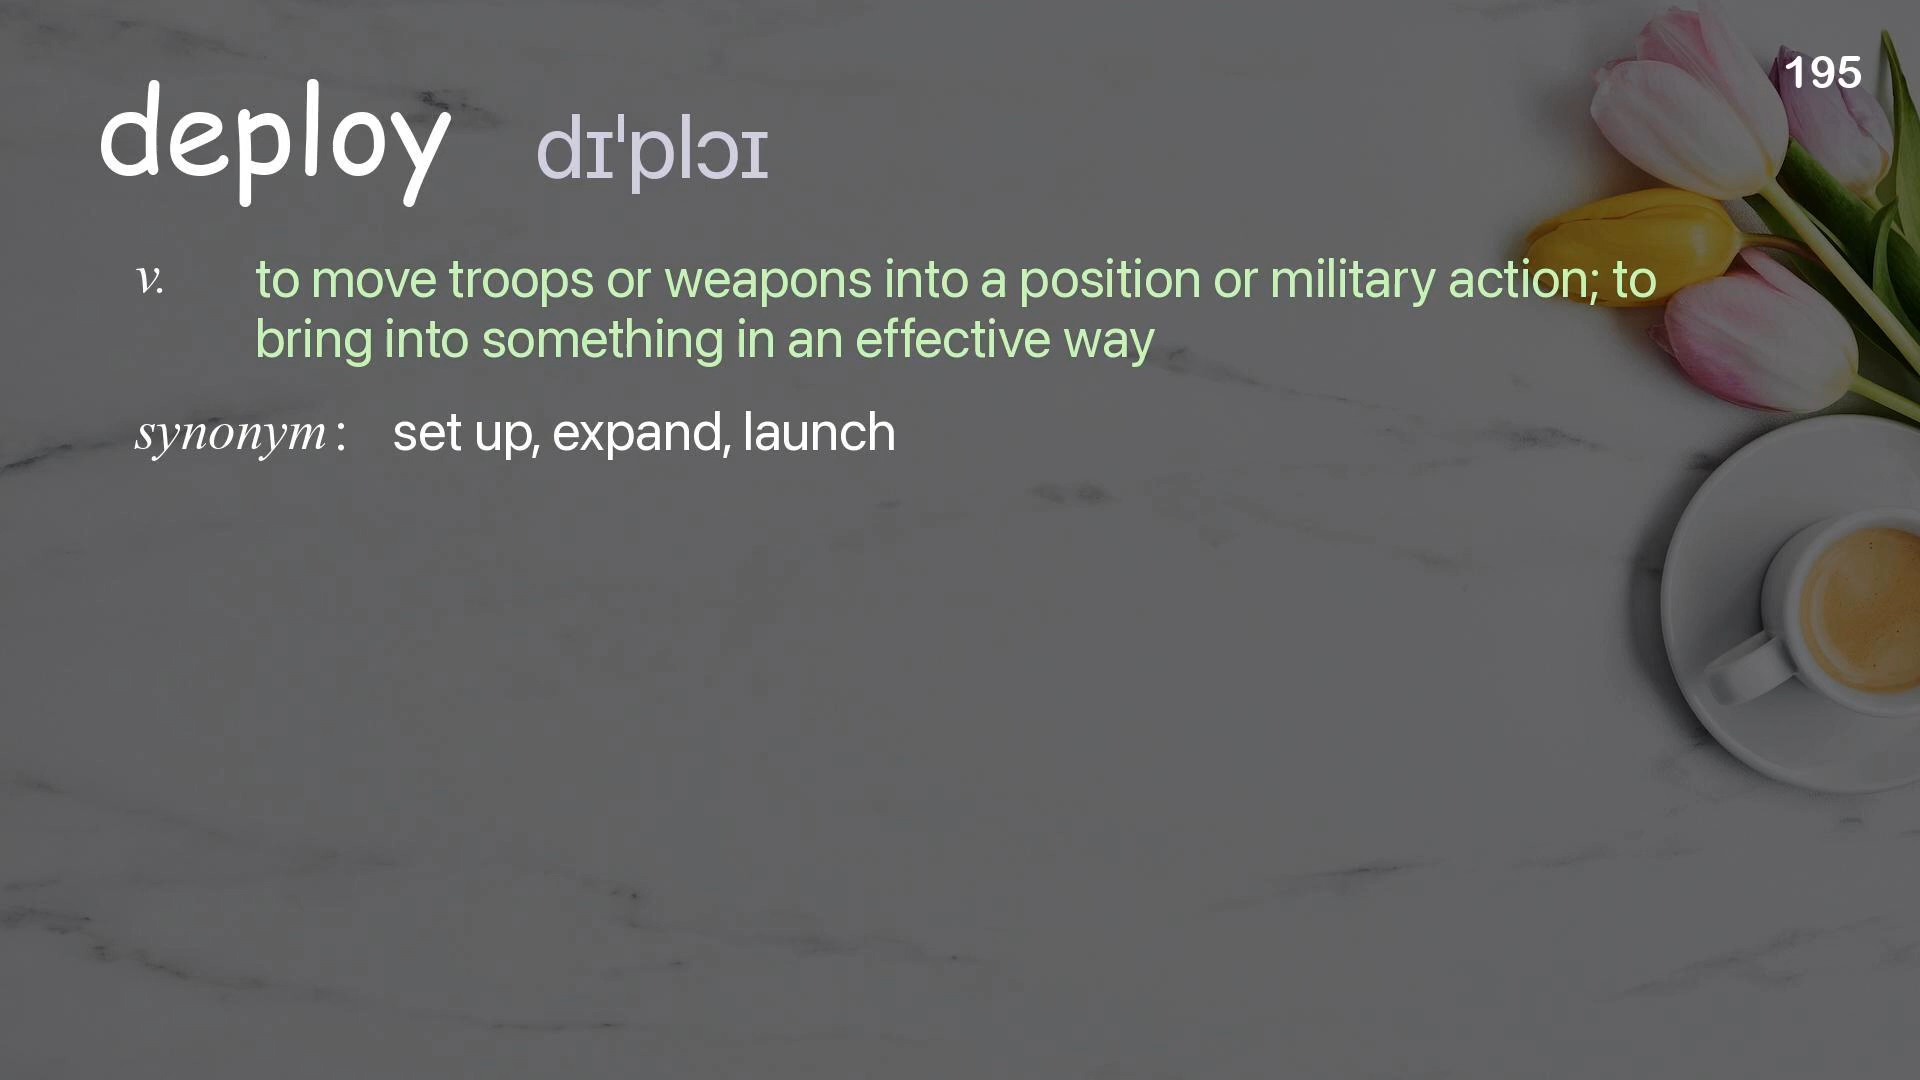 195
deploy dɪˈplɔɪ
v. to move troops or weapons into a position or military action; to
bring into something in an effective way
synonym : set up, expand, launch